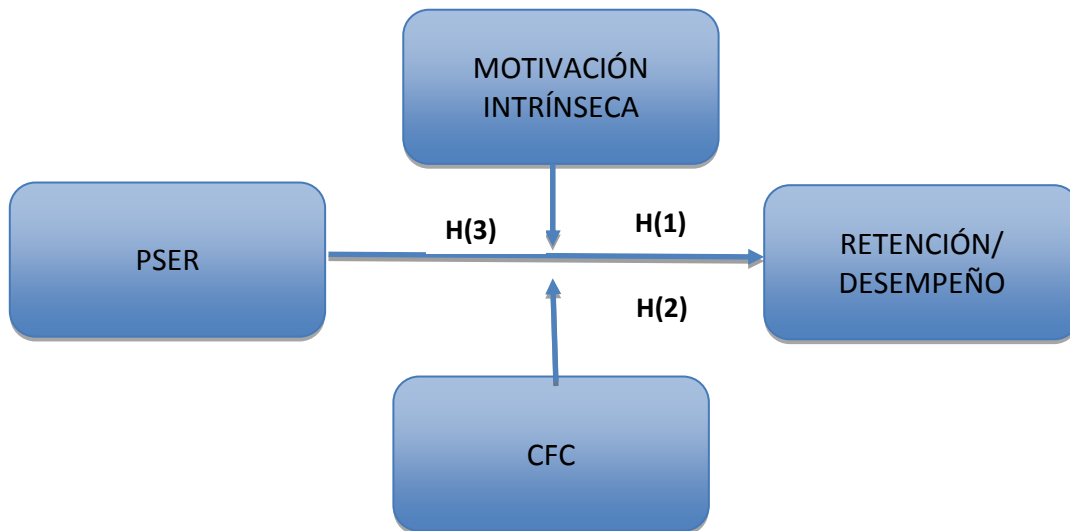 MOTIVACIÓN
INTRÍNSECA
PSER
H(3)
H(1)
RETENCIÓN/
DESEMPEÑO
H(2)
CFC